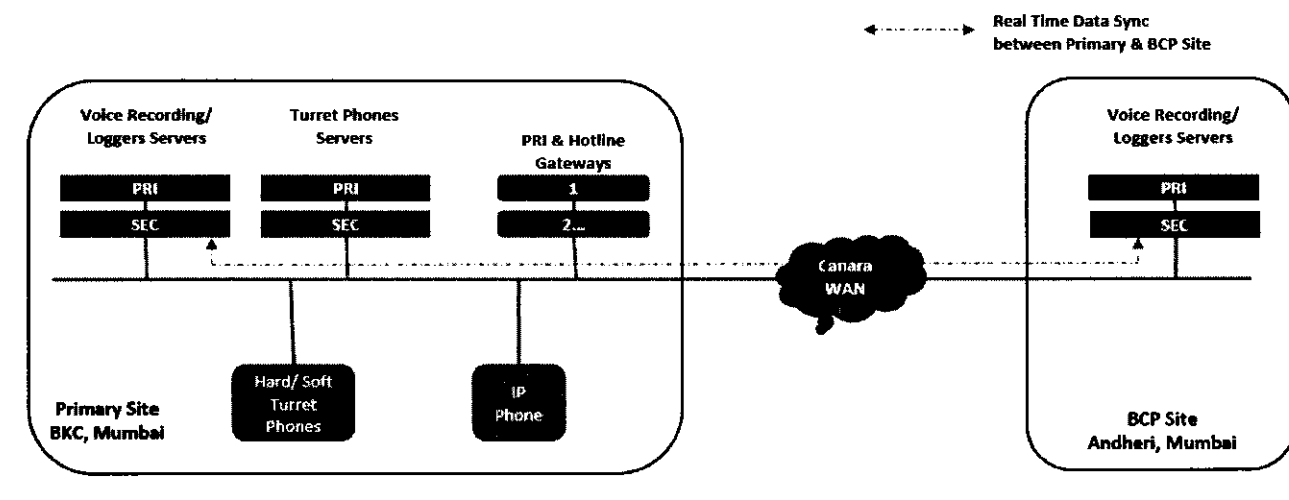 Real Time Data Sync
between Primary & BCP Site
Voice Recording/
Loggers Servers
PRI
SEC
Turret Phones
Servers
PRI
SEC
PRI & Hotline
Gateways
1
2...
Voice Recording/
Loggers Servers
PRI
SEC
Canara
WAN
Hard/ Soft
Turret
Phones
IP
Phone
Primary Site
BKC, Mumbai
BCP Site
Andheri, Mumbai